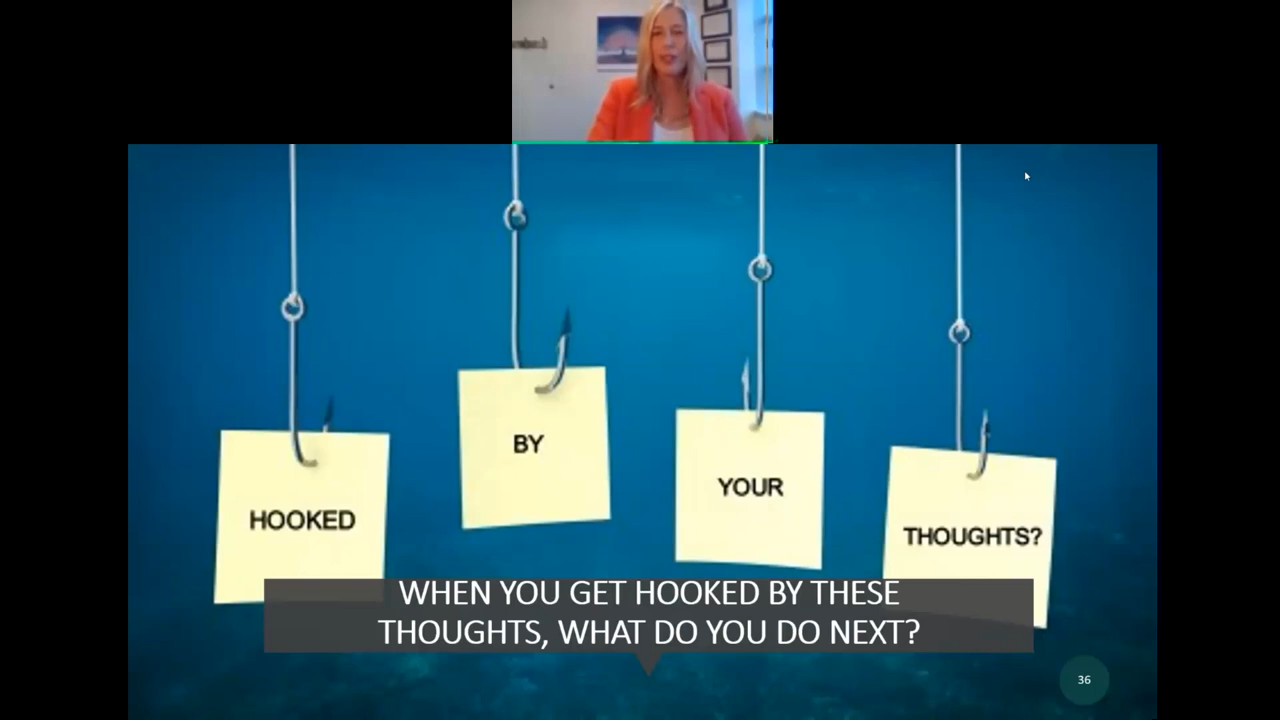 HOOKED
BY
YOUR
THOUGHTS?
WHEN YOU GET HOOKED BY THESE
THOUGHTS, WHAT DO YOU DO NEXT?
36